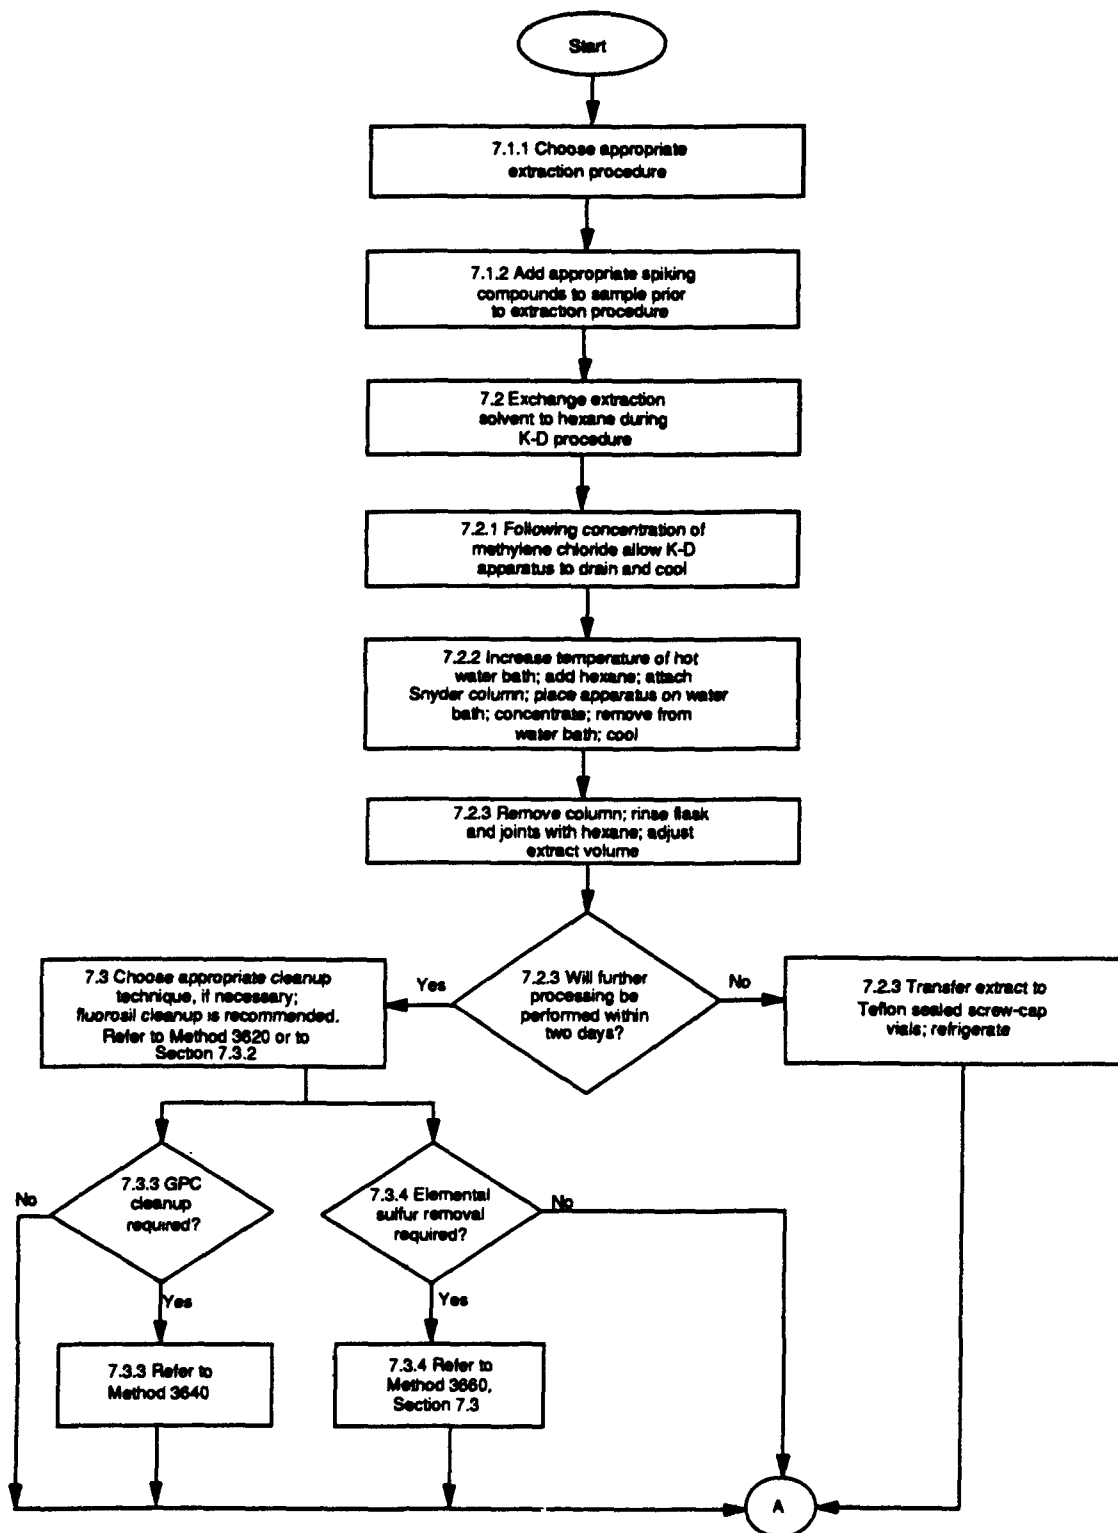 Start
7.1.1 Choose appropriate
extraction procedure
7.1.2 Add appropriate spiking
compounds to sample prior
to extraction procedure
7.2 Exchange extraction
solvent to hexane during
K-D procedure
7.2.1 Following concentration of
methylene chloride allow K-D
apparatus to drain and cool
7.2.2 Increase temperature of hot
water bath; add hexane; attach
Snyder column; place apparatus on water
bath; concentrate; remove from
water bath; cool
7.2.3 Remove column; rinse flask
and joints with hexane; adjust
extract volume
7.2.3 Will further
processing be
performed within
two days?
Yes
No
7.3 Choose appropriate cleanup
technique, if necessary;
fluorosil cleanup is recommended.
Refer to Method 3620 or to
Section 7.3.2
7.2.3 Transfer extract to
Teflon sealed screw-cap
vials; refrigerate
7.3.3 GPC
cleanup
required?
No
Yes
7.3.4 Elemental
sulfur removal
required?
No
Yes
7.3.3 Refer to
Method 3640
7.3.4 Refer to
Method 3660,
Section 7.3
A